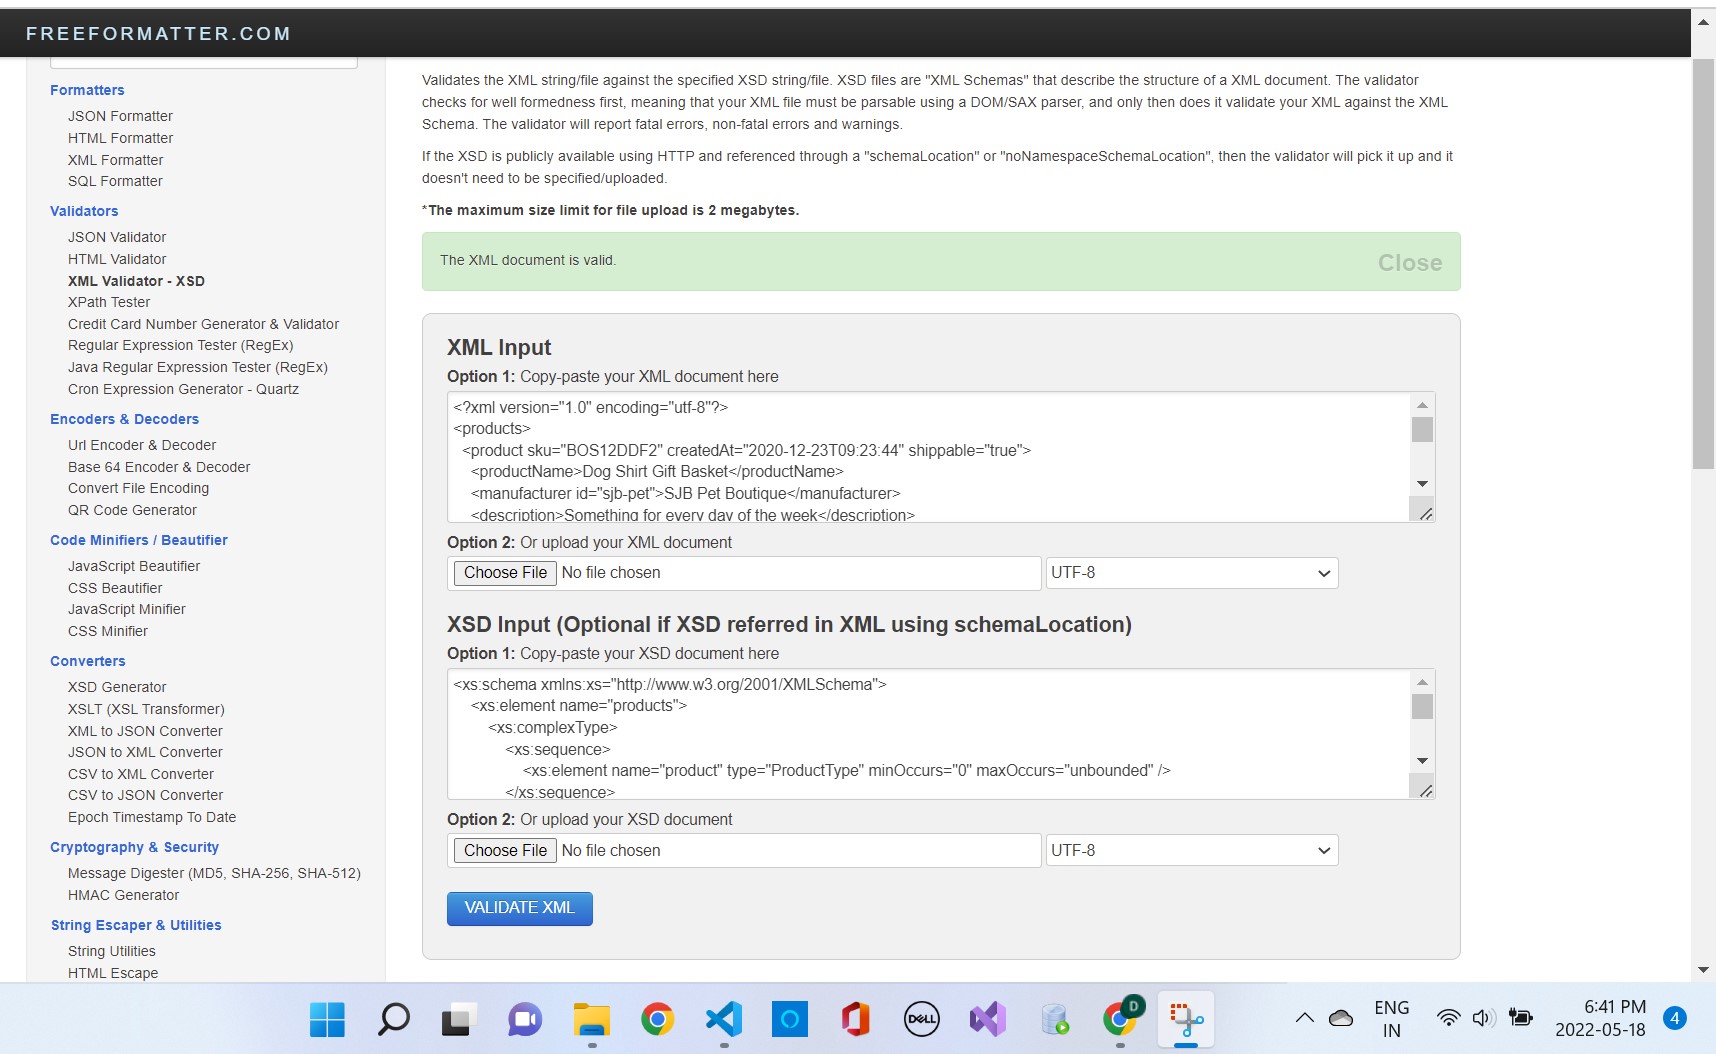 FREEFORMATTER.COM
Formatters
JSON Formatter
HTML Formatter
XML Formatter
SQL Formatter
Validators
JSON Validator
HTML Validator
XML Validator - XSD
XPath Tester
Credit Card Number Generator & Validator
Regular Expression Tester (RegEx)
Java Regular Expression Tester (RegEx)
Cron Expression Generator - Quartz
Encoders & Decoders
Url Encoder & Decoder
Base 64 Encoder & Decoder
Convert File Encoding
QR Code Generator
Code Minifiers / Beautifier
JavaScript Beautifier
CSS Beautifier
JavaScript Minifier
CSS Minifier
Converters
XSD Generator
XSLT (XSL Transformer)
XML to JSON Converter
JSON to XML Converter
CSV to XML Converter
CSV to JSON Converter
Epoch Timestamp To Date
Cryptography & Security
Message Digester (MD5, SHA-256, SHA-512)
HMAC Generator
String Escaper & Utilities
String Utilities
HTML Escape
Validates the XML string/file against the specified XSD string/file. XSD files are "XML Schemas" that describe the structure of a XML document. The validator
checks for well formedness first, meaning that your XML file must be parsable using a DOM/SAX parser, and only then does it validate your XML against the XML
Schema. The validator will report fatal errors, non-fatal errors and warnings.
If the XSD is publicly available using HTTP and referenced through a "schemaLocation" or "noNamespaceSchemaLocation", then the validator will pick it up and it
doesn't need to be specified/uploaded.
*The maximum size limit for file upload is 2 megabytes.
The XML document is valid.
Close
XML Input
Option 1: Copy-paste your XML document here
<?xml version="1.0" encoding="utf-8"?>
<products>
<product sku="BOS12DDF2" createdAt="2020-12-23T09:23:44" shippable="true">
<productName>Dog Shirt Gift Basket</productName>
<manufacturer id="sjb-pet">SJB Pet Boutique</manufacturer>
<description>Something for every day of the week</description>
Option 2: Or upload your XML document
Choose File No file chosen
UTF-8
XSD Input (Optional if XSD referred in XML using schemaLocation)
Option 1: Copy-paste your XSD document here
<xs:schema xmlns:xs="http://www.w3.org/2001/XMLSchema">
<xs:element name="products">
<xs:complexType>
<xs:sequence>
<xs:element name="product" type="ProductType" minOccurs="0" maxOccurs="unbounded" />
</xs:sequence>
Option 2: Or upload your XSD document
Choose File No file chosen
UTF-8
VALIDATE XML
DELL
D
ENG
IN
6:41 PM
2022-05-18
4